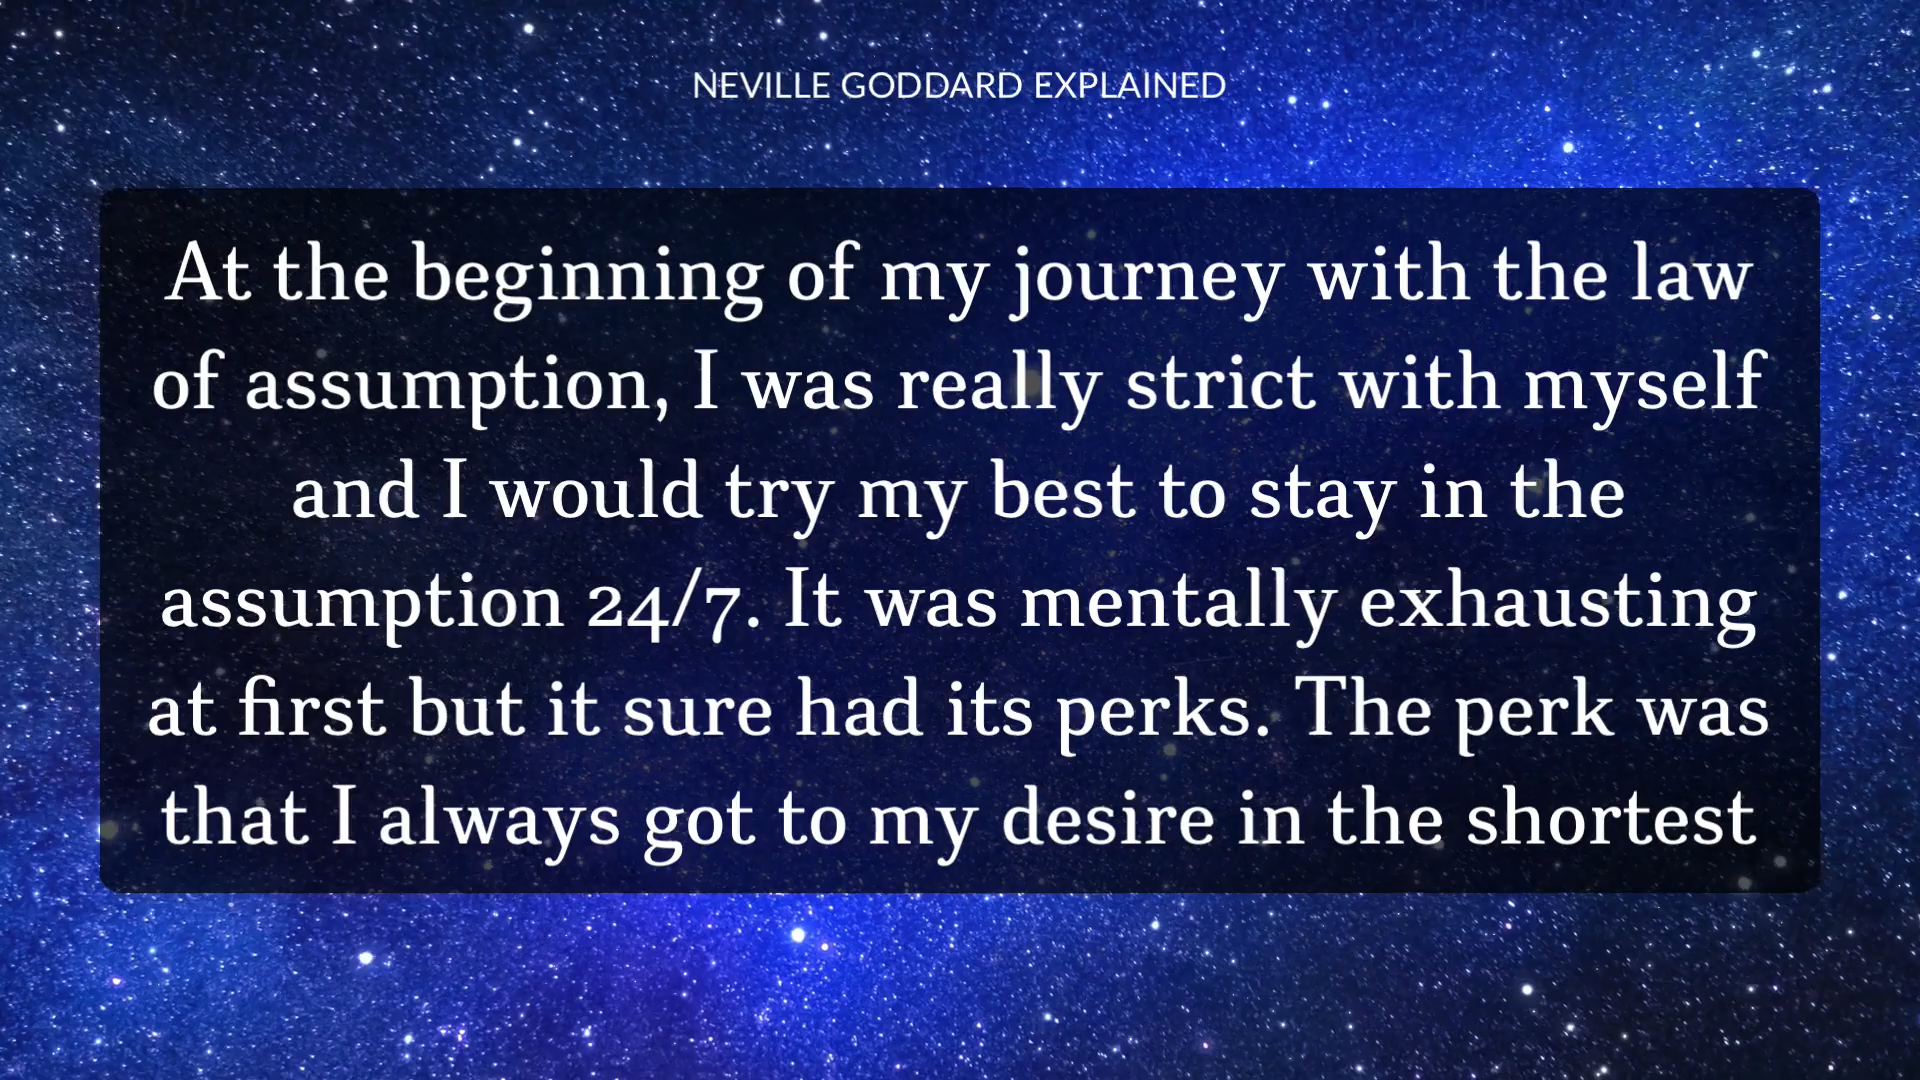 NEVILLE GODDARD EXPLAINED
At the beginning of my journey with the law
of assumption, I was really strict with myself
and I would try my best to stay in the
assumption 24/7. It was mentally exhausting
at first but it sure had its perks. The perk was
that I always got to my desire in the shortest